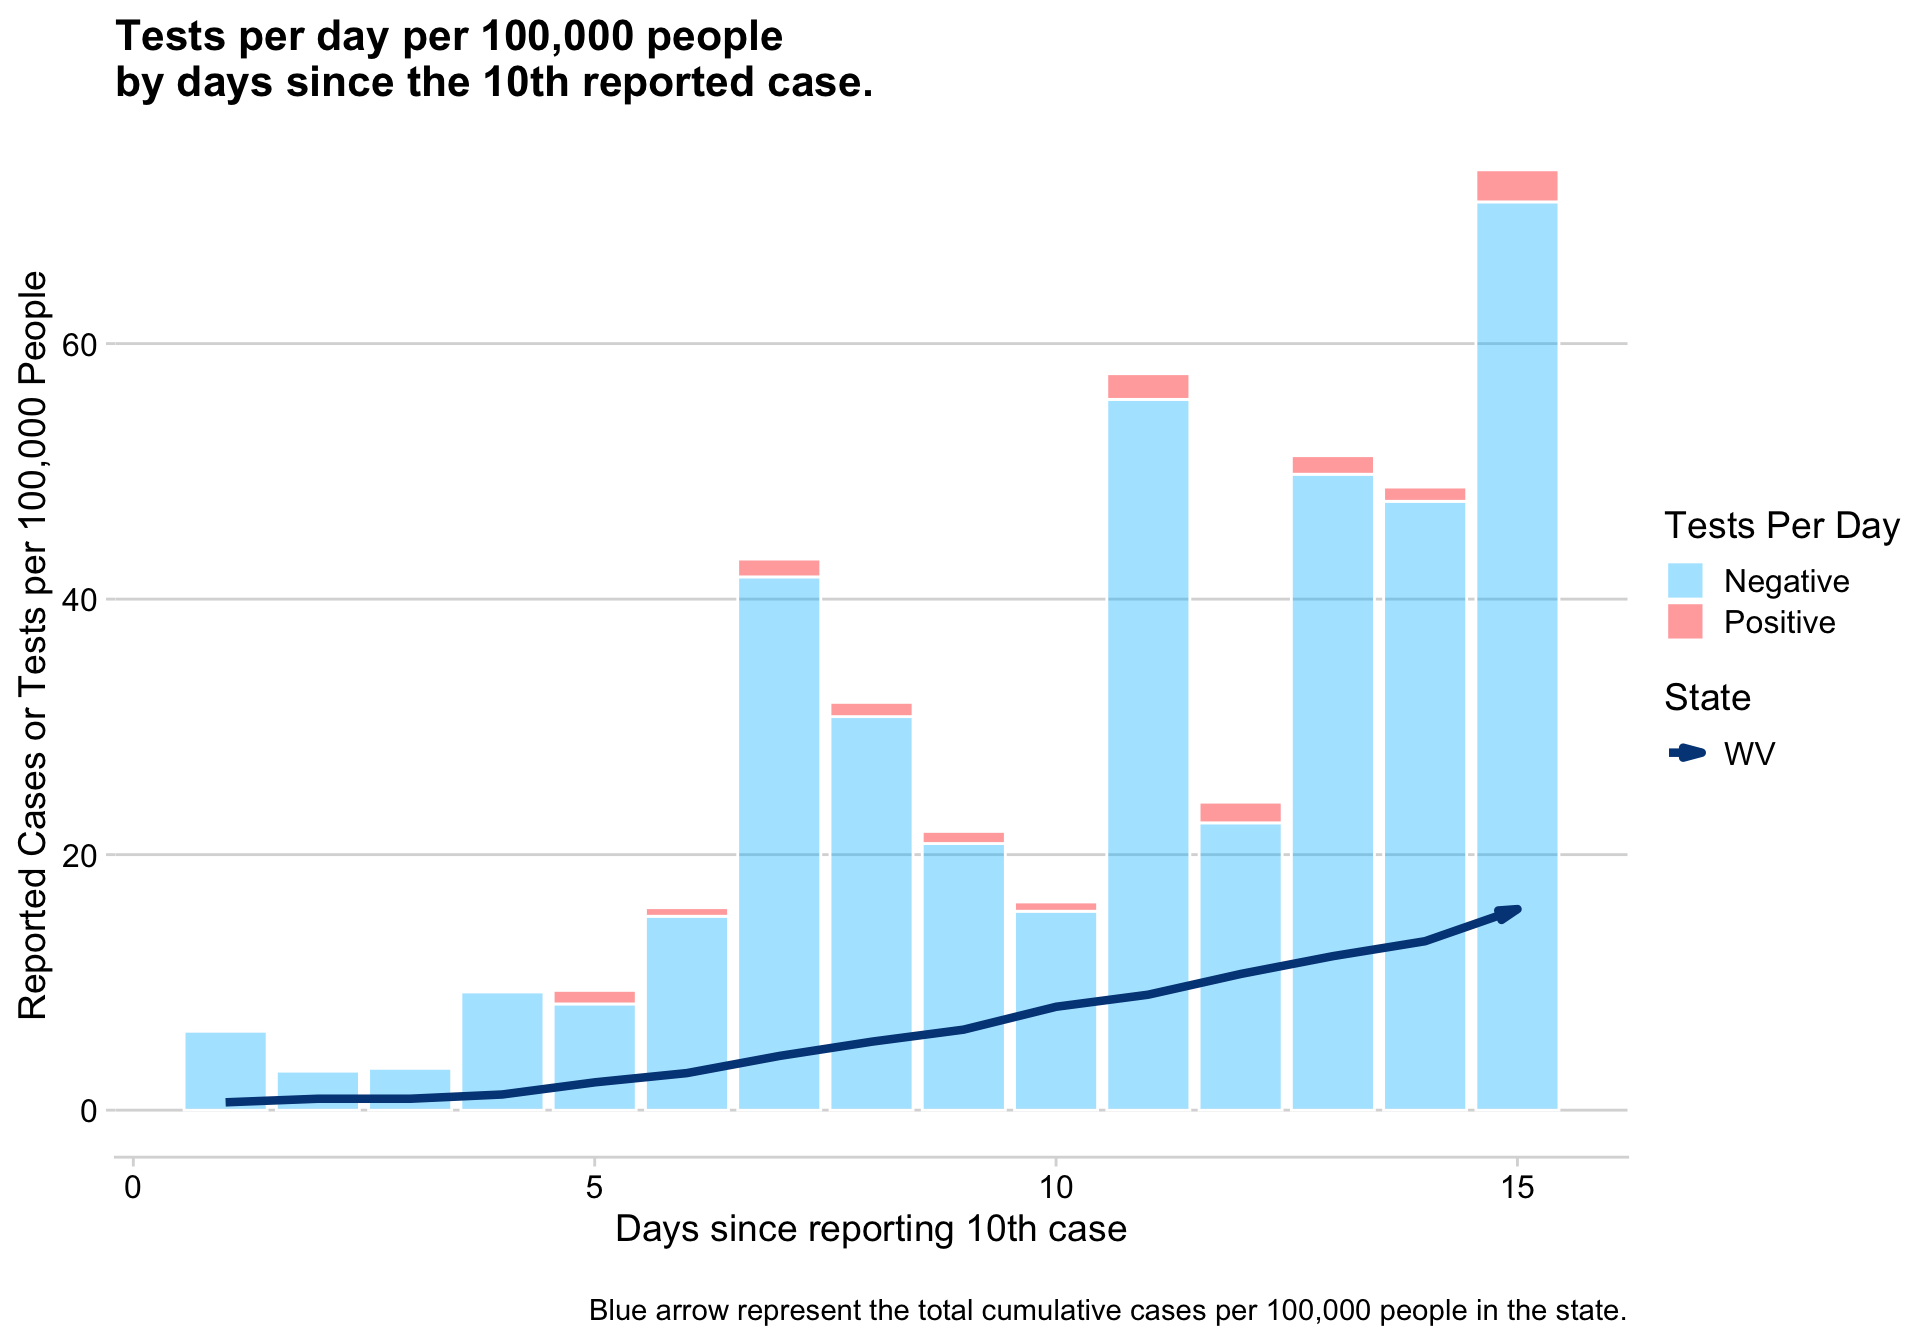 Tests per day per 100,000 people
by days since the 10th reported case.
Reported Cases or Tests per 100,000 People
60
40
20
0
0
5
10
15
Days since reporting 10th case
Tests Per Day
Negative
Positive
State
WV
Blue arrow represent the total cumulative cases per 100,000 people in the state.